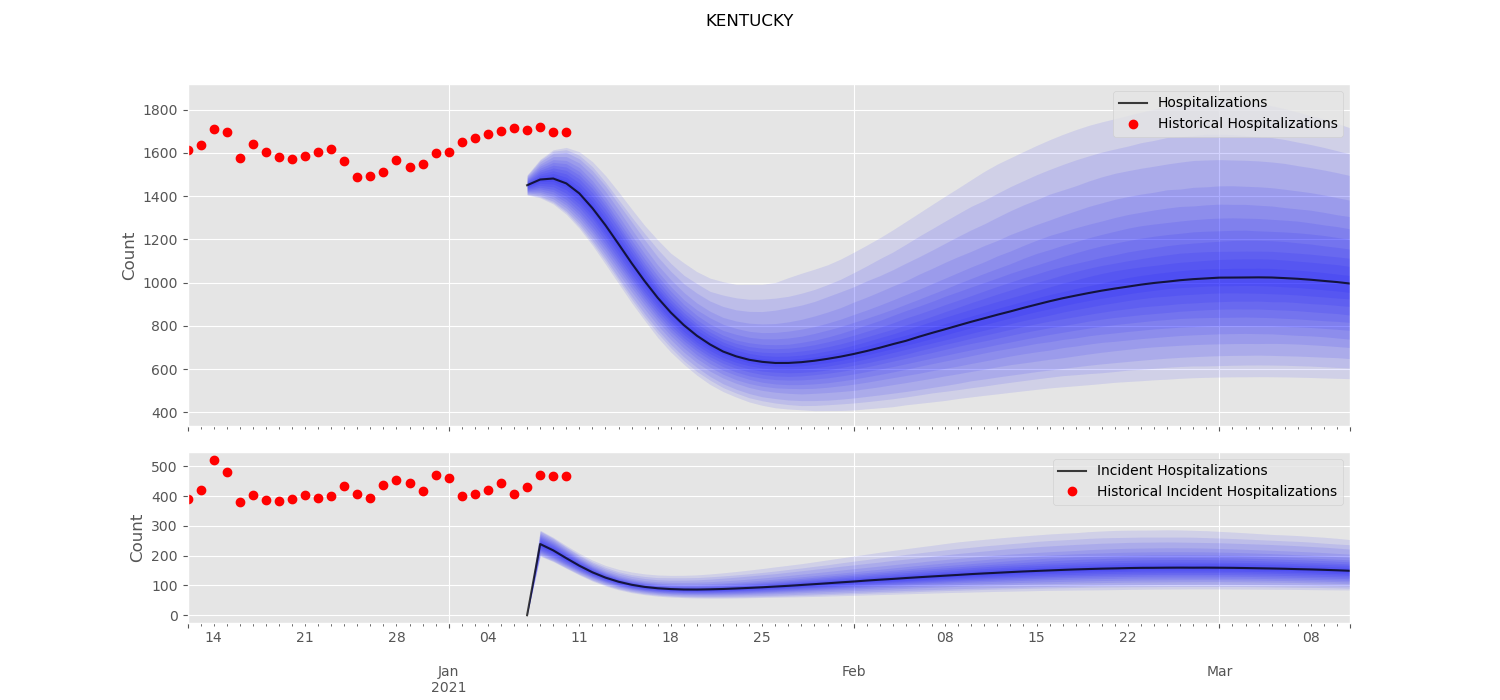 KENTUCKY
Hospitalizations
Historical Hospitalizations
Count
1800
1600
1400
1200
1000
800
600
400
Incident Hospitalizations
Historical Incident Hospitalizations
Count
500
400
300
200
100
0
14 21 28 04 11 18 25 08 15 22 08
Jan Feb Mar
2021